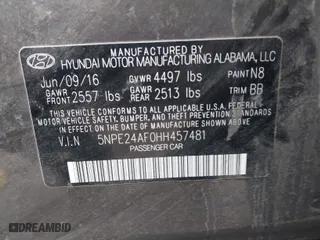 MANUFACTURED BY
HYUNDAI MOTOR MANUFACTURING ALABAMA, LLC
Jun/09/16 GVWR 4497 lbs PAINT N8
GAWR FRONT 2557 lbs GAWR REAR 2513 lbs TRIM BB
THIS VEHICLE CONFORMS TO ALL APPLICABLE FEDERAL MOTOR VEHICLE SAFETY, BUMPER, AND THEFT PREVENTION STANDARDS IN EFFECT ON THE DATE OF MANUFACTURE SHOWN ABOVE.
V.I.N 5NPE24AF0HH457481
PASSENGER CAR
DREAMBID